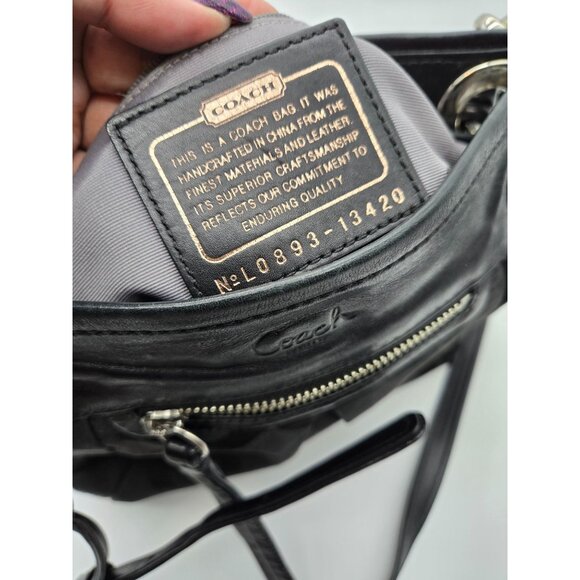 COACH
THIS IS A COACH BAG IT WAS
HANDCRAFTED IN CHINA FROM THE
FINEST MATERIALS AND LEATHER.
ITS SUPERIOR CRAFTSMANSHIP
REFLECTS OUR COMMITMENT TO
ENDURING QUALITY
Nº L0893-13420
Coach